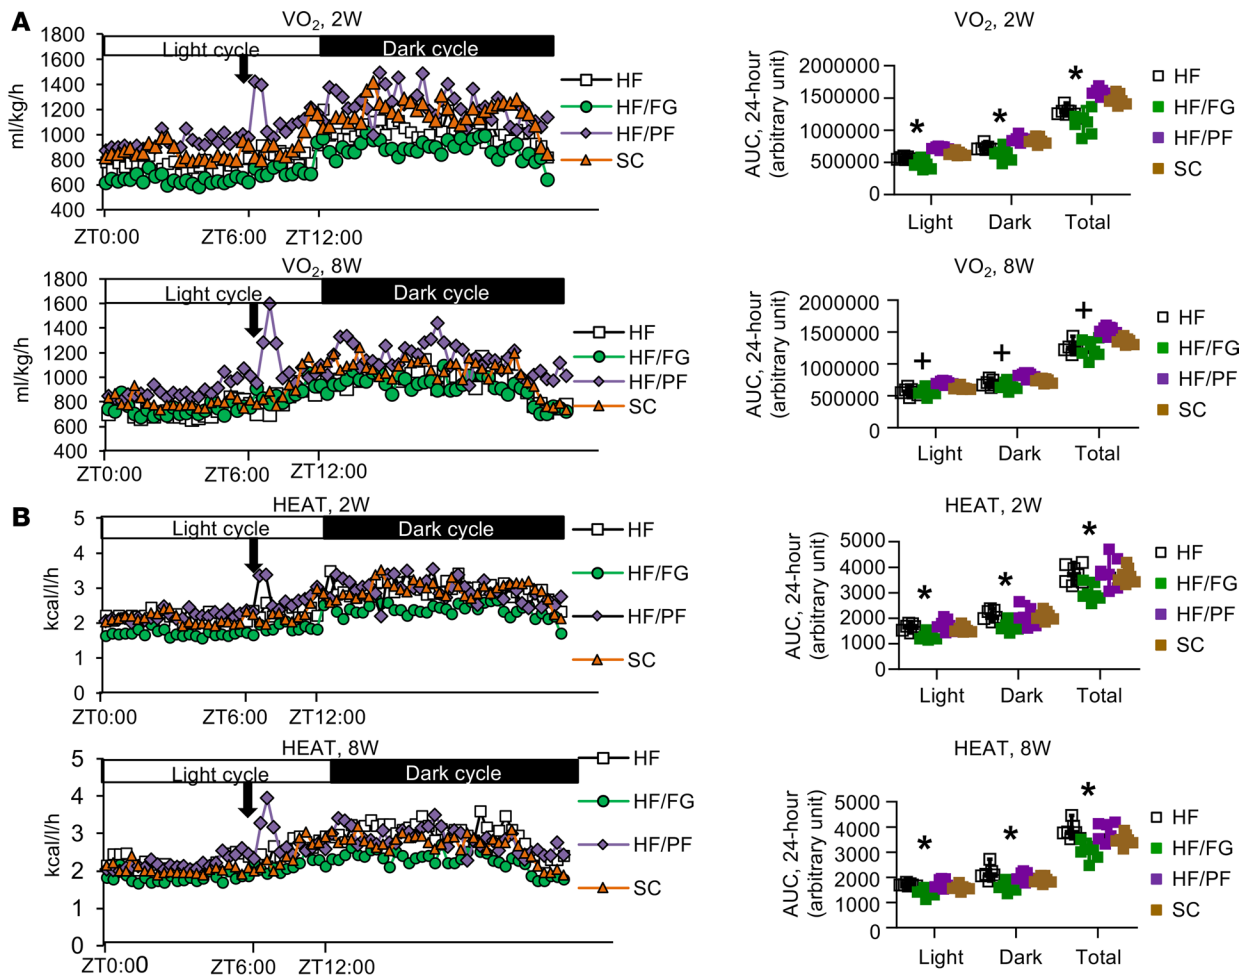 A
VO₂, 2W
1800
1600
1400
1200
1000
800
600
400
ml/kg/h
Light cycle
Dark cycle
ZT0:00
ZT6:00
ZT12:00
HF
HF/FG
HF/PF
SC
VO₂, 2W
AUC, 24-hour
(arbitrary unit)
2000000
1500000
1000000
500000
0
*
*
*
Light
Dark
Total
HF
HF/FG
HF/PF
SC
VO₂, 8W
1800
1600
1400
1200
1000
800
600
400
ml/kg/h
Light cycle
Dark cycle
ZT0:00
ZT6:00
ZT12:00
HF
HF/FG
HF/PF
SC
VO₂, 8W
AUC, 24-hour
(arbitrary unit)
2000000
1500000
1000000
500000
0
+
+
+
Light
Dark
Total
HF
HF/FG
HF/PF
SC
B
HEAT, 2W
5
4
3
2
1
0
kcal/l/h
Light cycle
Dark cycle
ZT0:00
ZT6:00
ZT12:00
HF
HF/FG
HF/PF
SC
HEAT, 2W
AUC, 24-hour
(arbitrary unit)
5000
4000
3000
2000
1000
0
*
*
*
Light
Dark
Total
HF
HF/FG
HF/PF
SC
HEAT, 8W
5
4
3
2
1
0
kcal/l/h
Light cycle
Dark cycle
ZT0:00
ZT6:00
ZT12:00
HF
HF/FG
HF/PF
SC
HEAT, 8W
AUC, 24-hour
(arbitrary unit)
5000
4000
3000
2000
1000
0
*
*
*
Light
Dark
Total
HF
HF/FG
HF/PF
SC